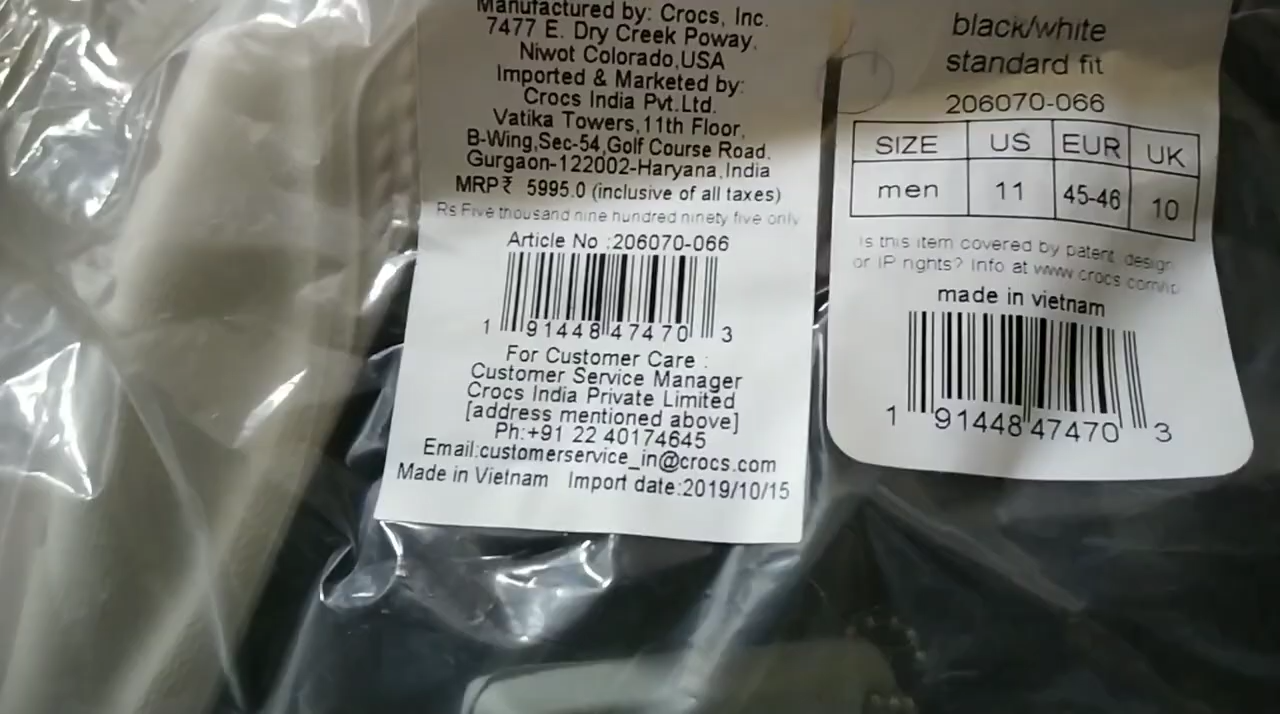 Manufactured by: Crocs, Inc.
7477 E. Dry Creek Poway,
Niwot Colorado,USA
Imported & Marketed by:
Crocs India Pvt.Ltd.
Vatika Towers,11th Floor,
B-Wing,Sec-54,Golf Course Road.
Gurgaon-122002-Haryana,India
MRP₹ 5995.0 (inclusive of all taxes)
Rs Five thousand nine hundred ninety five only
Article No :206070-066
1 91448 47470 3
For Customer Care :
Customer Service Manager
Crocs India Private Limited
[address mentioned above]
Ph:+91 22 40174645
Email:customerservice_in@crocs.com
Made in Vietnam Import date:2019/10/15
black/white
standard fit
206070-066
SIZE US EUR UK
men 11 45-46 10
Is this item covered by patent, design
or IP rights? Info at www.crocs.com/ip
made in vietnam
1 91448 47470 3